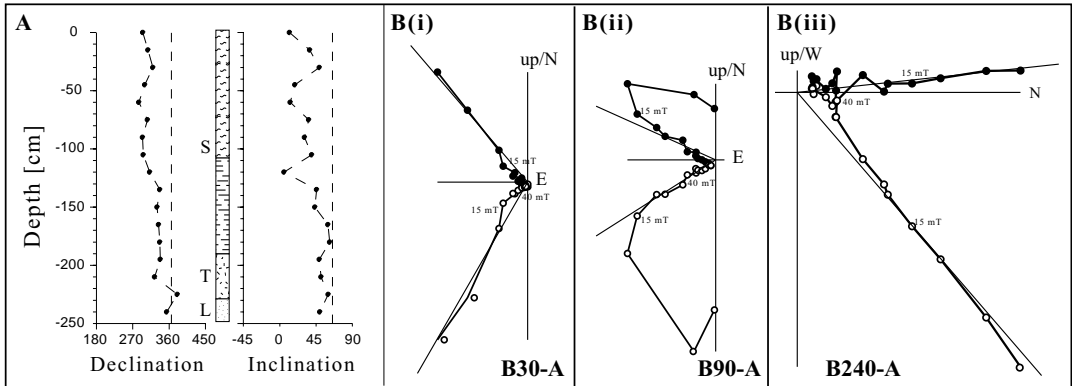 A
0
-50
-100
-150
-200
-250
Depth [cm]
180 270 360 450
Declination
S
T
L
-45 0 45 90
Inclination
B(i)
up/N
15 mT
E
40 mT
15 mT
B30-A
B(ii)
up/N
15 mT
E
40 mT
15 mT
B90-A
B(iii)
up/W
15 mT
N
40 mT
15 mT
B240-A